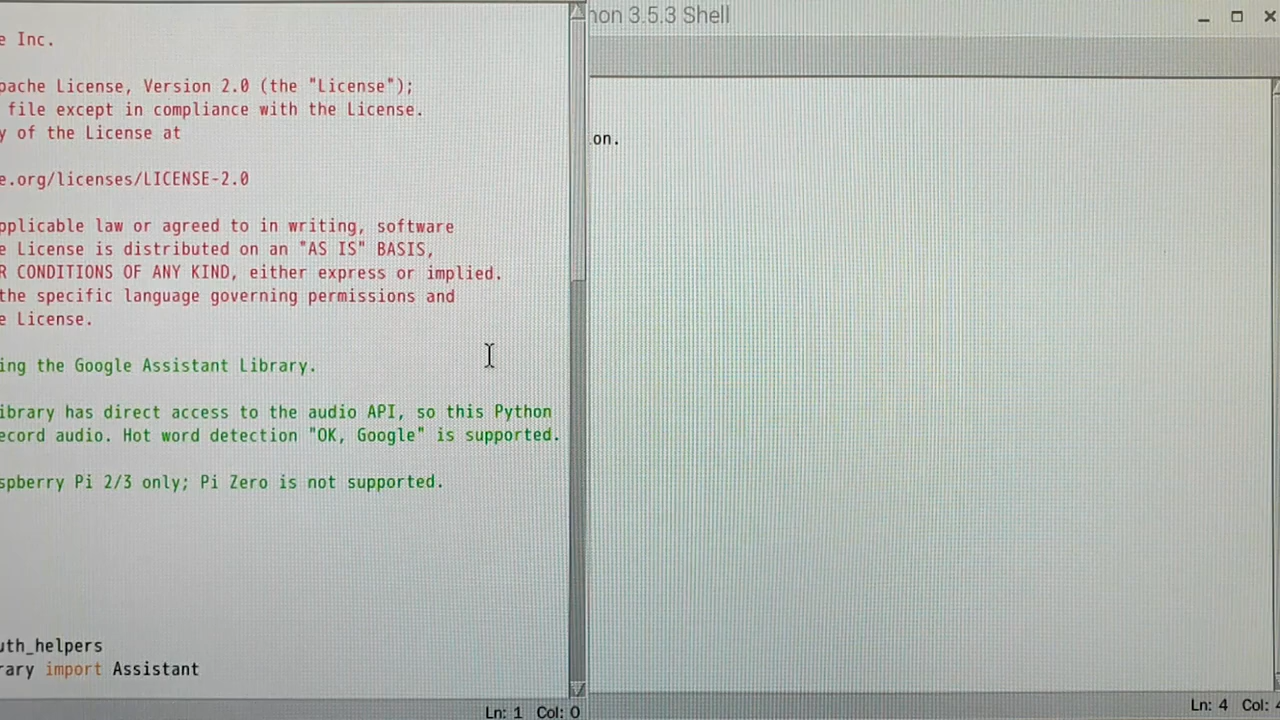 e Inc.
pache License, Version 2.0 (the "License");
file except in compliance with the License.
y of the License at
e.org/licenses/LICENSE-2.0
pplicable law or agreed to in writing, software
e License is distributed on an "AS IS" BASIS,
R CONDITIONS OF ANY KIND, either express or implied.
the specific language governing permissions and
e License.
ing the Google Assistant Library.
ibrary has direct access to the audio API, so this Python
ecord audio. Hot word detection "OK, Google" is supported.
spberry Pi 2/3 only; Pi Zero is not supported.
uth_helpers
rary import Assistant
Ln: 1 Col: 0
hon 3.5.3 Shell
on.
Ln: 4 Col: 4